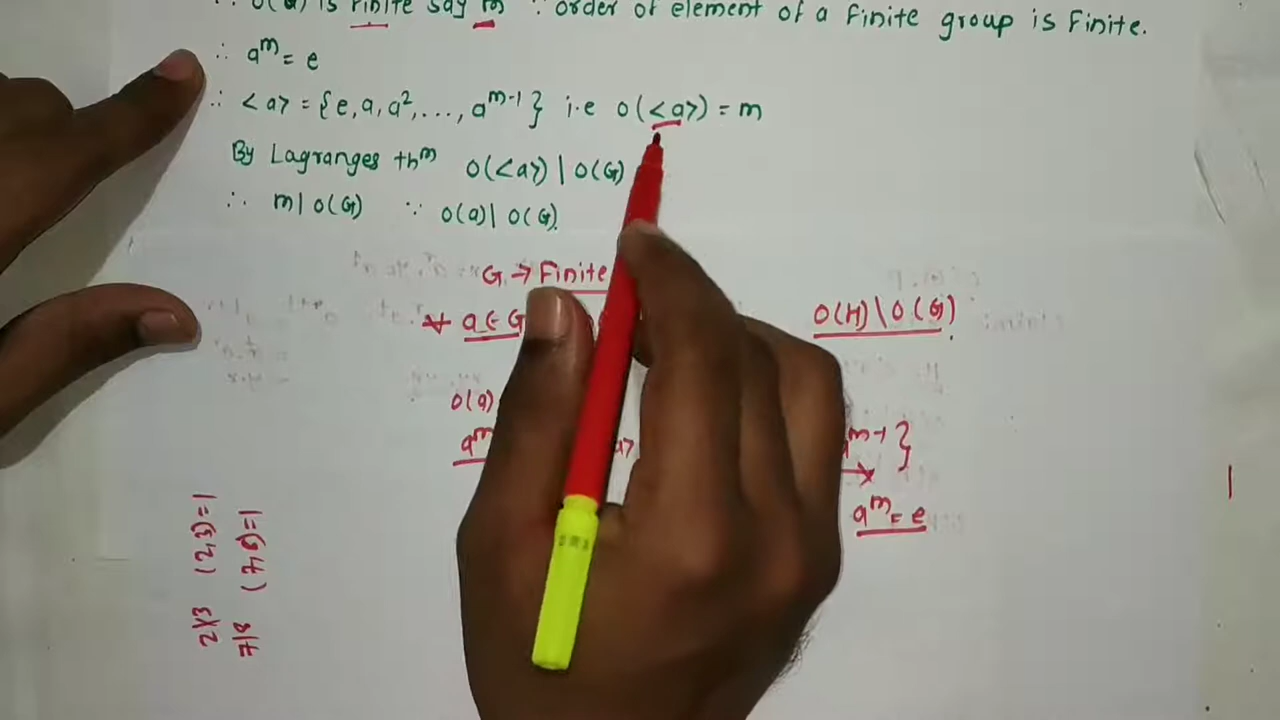 ∴ O(G) is Finite say m ∵ order of element of a Finite group is Finite.
∴ a^m = e
∴ <a> = {e, a, a², ..., a^m-1} i.e O(<a>) = m
By Lagranges th^m O(<a>) | O(G)
∴ m | O(G) ∵ O(a) | O(G).
G → Finite
∀ a ∈ G O(H) \ O(G)
O(a)
a^m a> a^m-1 }
a^m = e
2|3 (2,3)=1
7|8 (7,8)=1